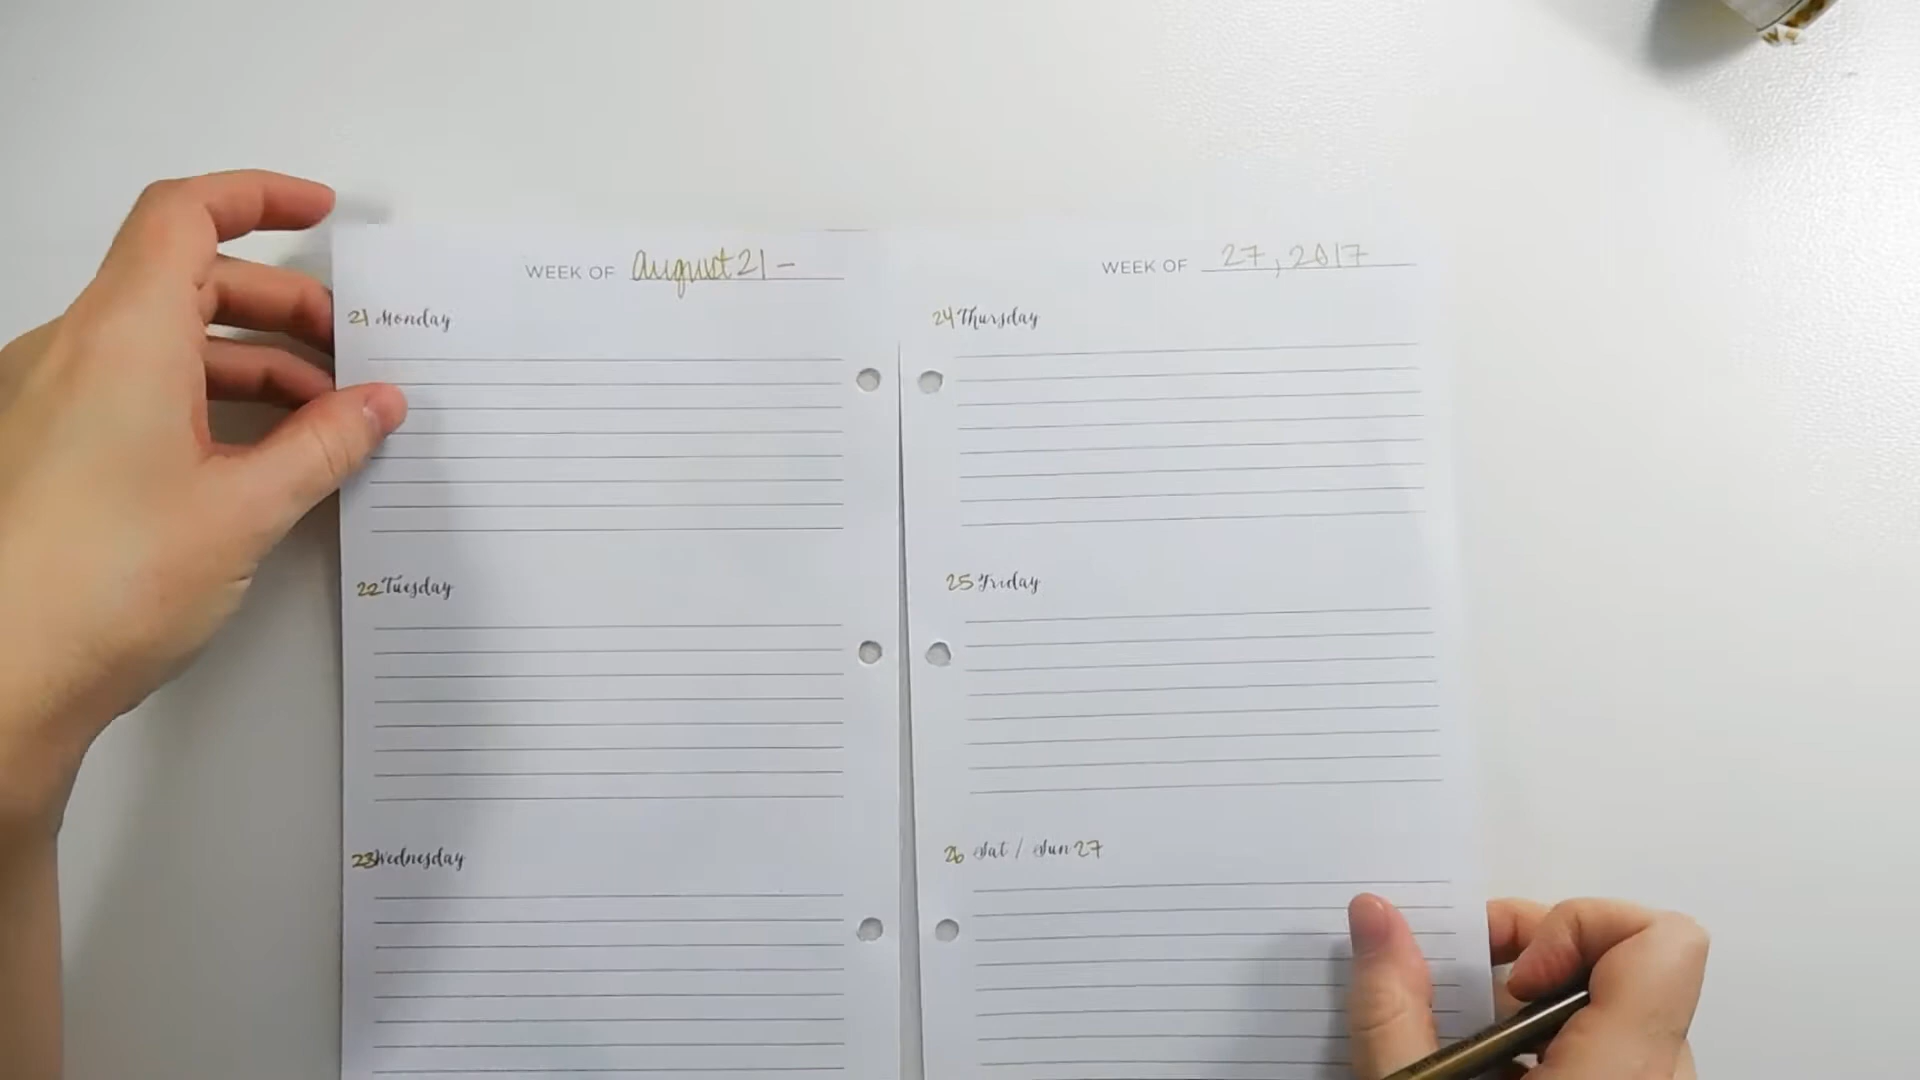 WEEK OF august 21 -
21 Monday
22 Tuesday
23 Wednesday
WEEK OF 27, 2017
24 Thursday
25 Friday
26 Sat / Sun 27